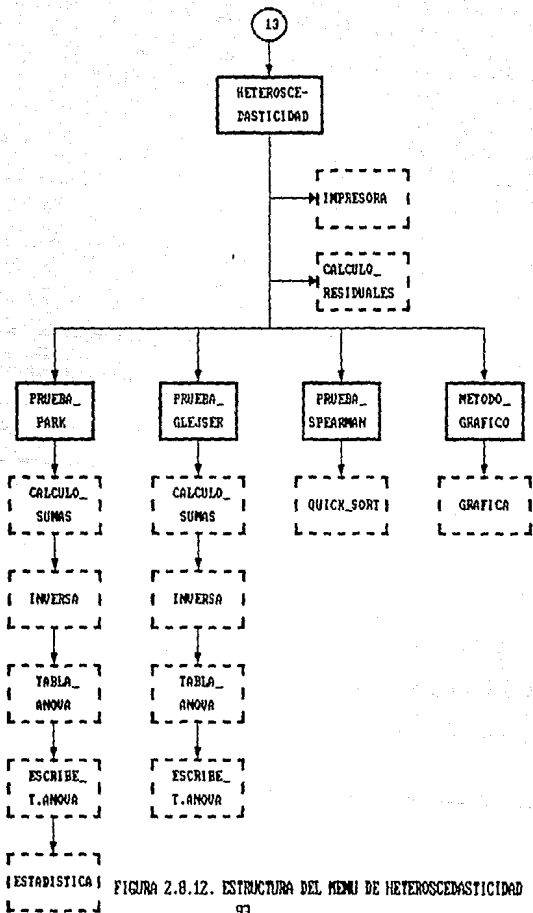 13
HETEROSCE-
DASTICIDAD
IMPRESORA
CALCULO_
RESIDUALES
PRUEBA_
PARK
PRUEBA_
GLEJSER
PRUEBA_
SPEARMAN
METODO_
GRAFICO
CALCULO_
SUMAS
CALCULO_
SUMAS
QUICK_SORT
GRAFICA
INVERSA
INVERSA
TABLA_
ANOVA
TABLA_
ANOVA
ESCRIBE_
T.ANOVA
ESCRIBE_
T.ANOVA
ESTADISTICA
FIGURA 2.8.12. ESTRUCTURA DEL MENU DE HETEROSCEDASTICIDAD
93